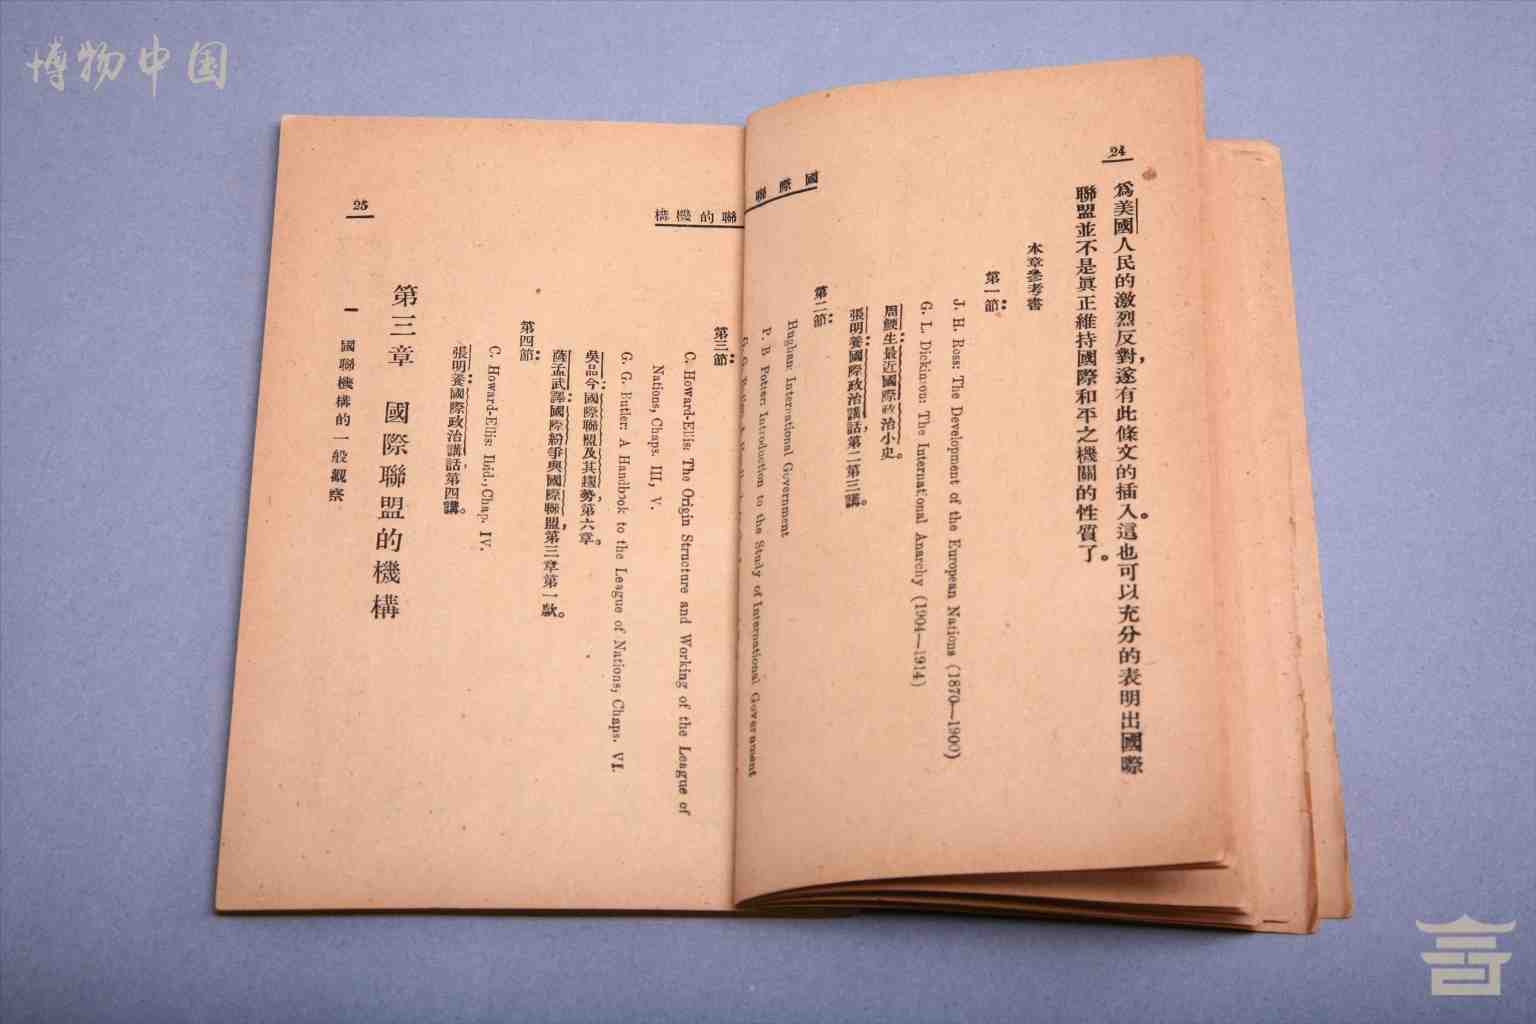 博物中国
24
爲美國人民的激烈反對，遂有此條文的插入。這也可以充分的表明出國際
聯盟並不是眞正維持國際和平之機關的性質了。
本章參考書
第一節：
J. H. Ross: The Development of the European Nations (1870—1900)
G. L. Dickinson: The International Anarchy (1904—1914)
周鯁生：最近國際政治小史。
張明養：國際政治講話，第二第三講。
第二節：
Hughan: International Government
P. B. Potter: Introduction to the Study of International Government
國際聯
聯的機構
第三節：
C. Howard-Ellis: The Origin Structure and Working of the League of
Nations, Chaps. III, V.
G. G. Butler: A Handbook to the League of Nations, Chaps. VI.
吳品今：國際聯盟及其趨勢，第六章。
薩孟武譯：國際紛爭與國際聯盟，第三章第一款。
第四節：
C. Howard-Ellis: Ibid., Chap. IV.
張明養：國際政治講話，第四講。
25
第三章 國際聯盟的機構
一 國聯機構的一般觀察